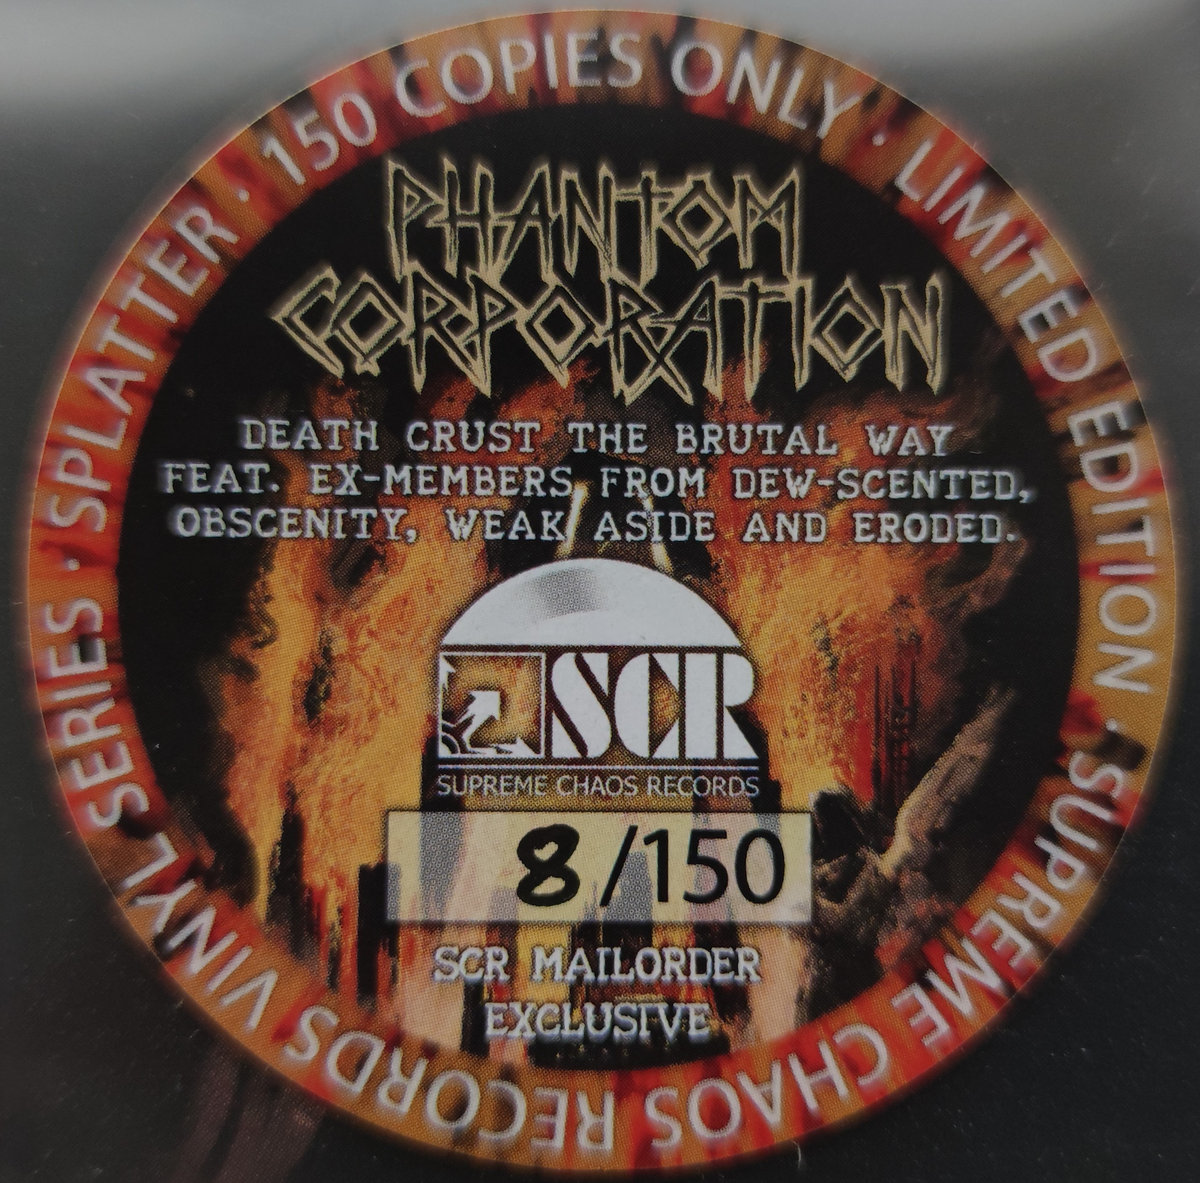 150 COPIES ONLY · LIMITED EDITION · SUPREME CHAOS RECORDS VINYL SERIES · SPLATTER ·
PHANTOM
CORPORATION
DEATH CRUST THE BRUTAL WAY
FEAT. EX-MEMBERS FROM DEW-SCENTED,
OBSCENITY, WEAK ASIDE AND ERODED.
SCR
SUPREME CHAOS RECORDS
8/150
SCR MAILORDER
EXCLUSIVE